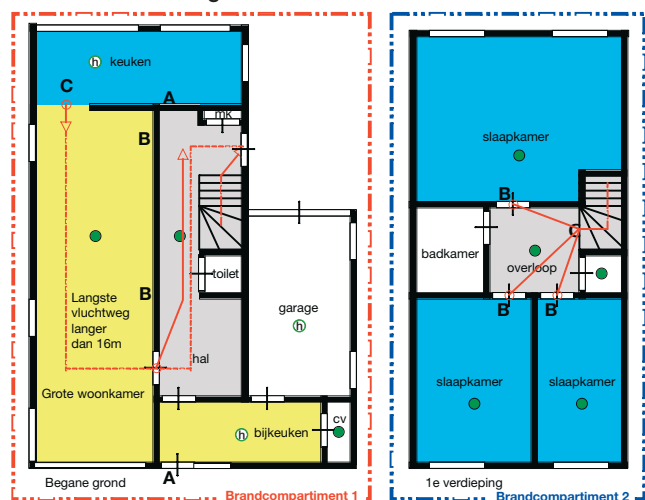 h keuken
C
A
mk
B
B
toilet
Langste
vluchtweg
langer
dan 16m
garage
h
hal
Grote woonkamer
h bijkeuken
cv
A
Begane grond
Brandcompartiment 1
slaapkamer
B
C
badkamer
overloop
B
B
slaapkamer
slaapkamer
1e verdieping
Brandcompartiment 2